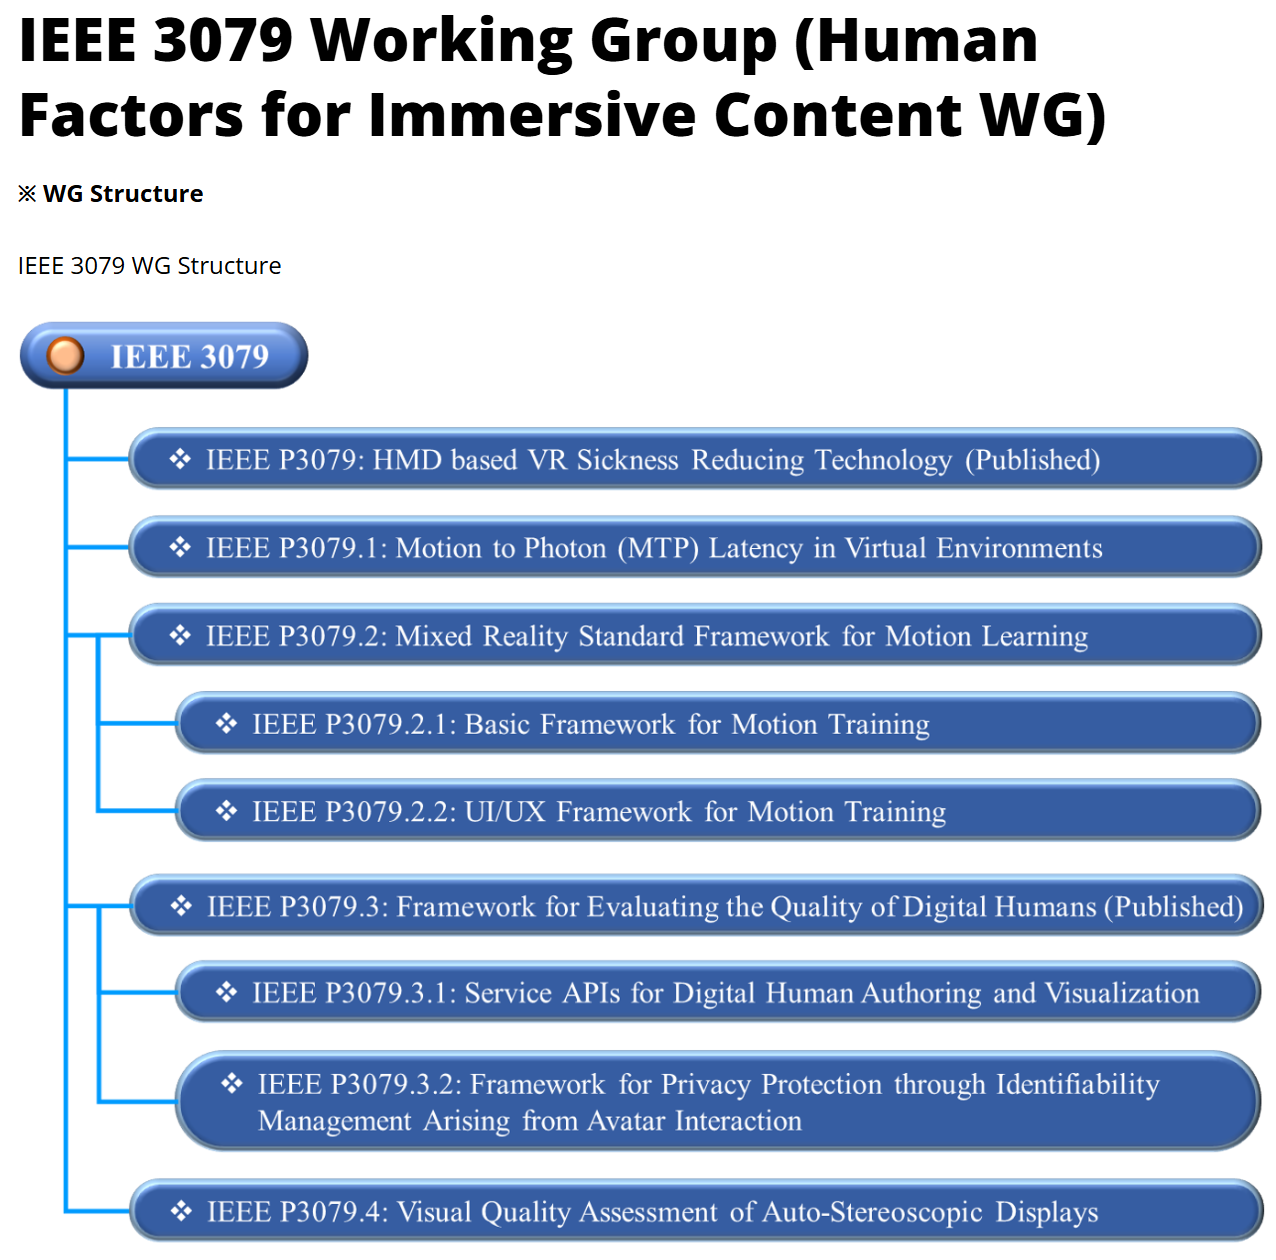 IEEE 3079 Working Group (Human
Factors for Immersive Content WG)
※ WG Structure
IEEE 3079 WG Structure
IEEE 3079
❖ IEEE P3079: HMD based VR Sickness Reducing Technology (Published)
❖ IEEE P3079.1: Motion to Photon (MTP) Latency in Virtual Environments
❖ IEEE P3079.2: Mixed Reality Standard Framework for Motion Learning
❖ IEEE P3079.2.1: Basic Framework for Motion Training
❖ IEEE P3079.2.2: UI/UX Framework for Motion Training
❖ IEEE P3079.3: Framework for Evaluating the Quality of Digital Humans (Published)
❖ IEEE P3079.3.1: Service APIs for Digital Human Authoring and Visualization
❖ IEEE P3079.3.2: Framework for Privacy Protection through Identifiability
Management Arising from Avatar Interaction
❖ IEEE P3079.4: Visual Quality Assessment of Auto-Stereoscopic Displays